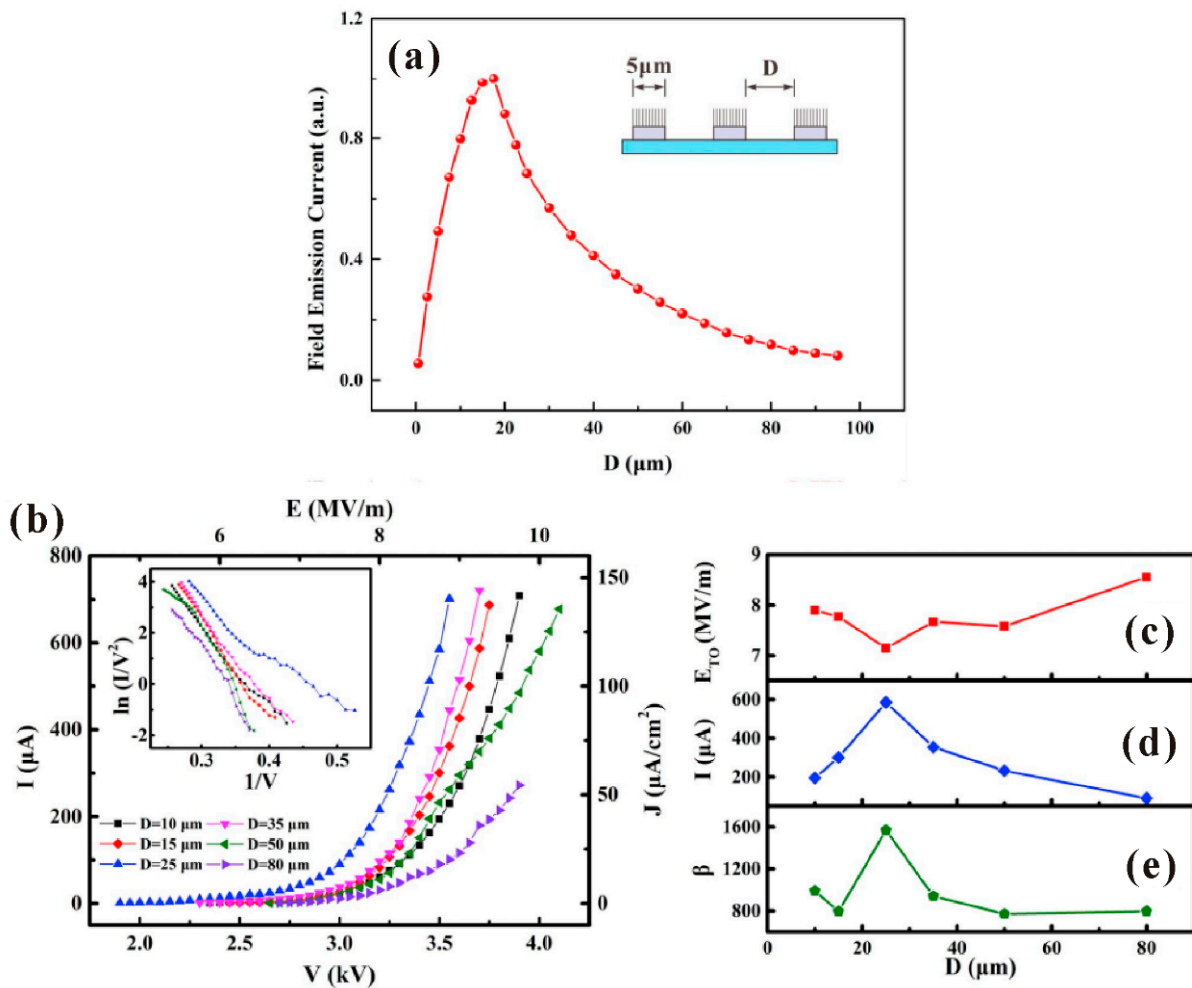 (a)
1.2
0.8
0.4
0.0
Field Emission Current (a.u.)
5μm
D
0 20 40 60 80 100
D (μm)
(b)
E (MV/m)
6 8 10
800
600
400
200
0
I (μA)
4
2
0
-2
ln (I/V²)
0.3 0.4 0.5
1/V
D=10 μm D=35 μm
D=15 μm D=50 μm
D=25 μm D=80 μm
150
100
50
0
J (μA/cm²)
2.0 2.5 3.0 3.5 4.0
V (kV)
9
8
7
E_TO (MV/m)
(c)
600
400
200
I (μA)
(d)
1600
1200
800
β
(e)
0 20 40 60 80
D (μm)